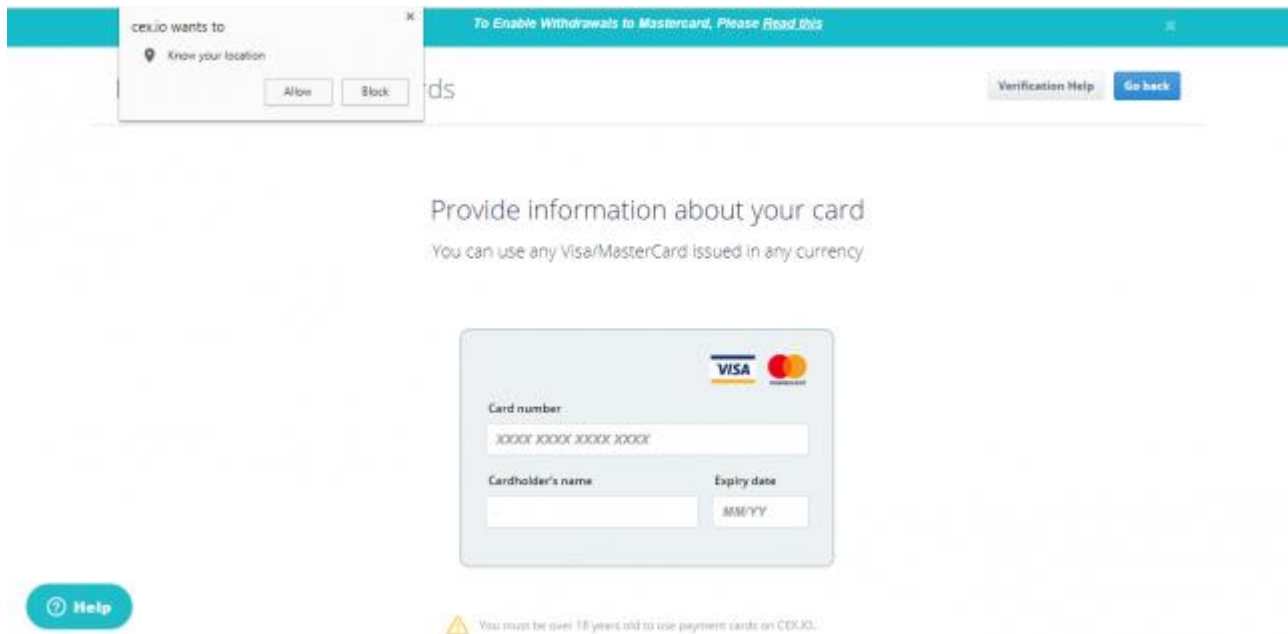 cex.io wants to
Know your location
Allow Block
To Enable Withdrawals to Mastercard, Please Read this
ds
Verification Help Go back
Provide information about your card
You can use any Visa/MasterCard issued in any currency
VISA
Card number
XXXX XXXX XXXX XXXX
Cardholder's name Expiry date
MM/YY
Help
You must be over 18 years old to use payment cards on CEX.IO.